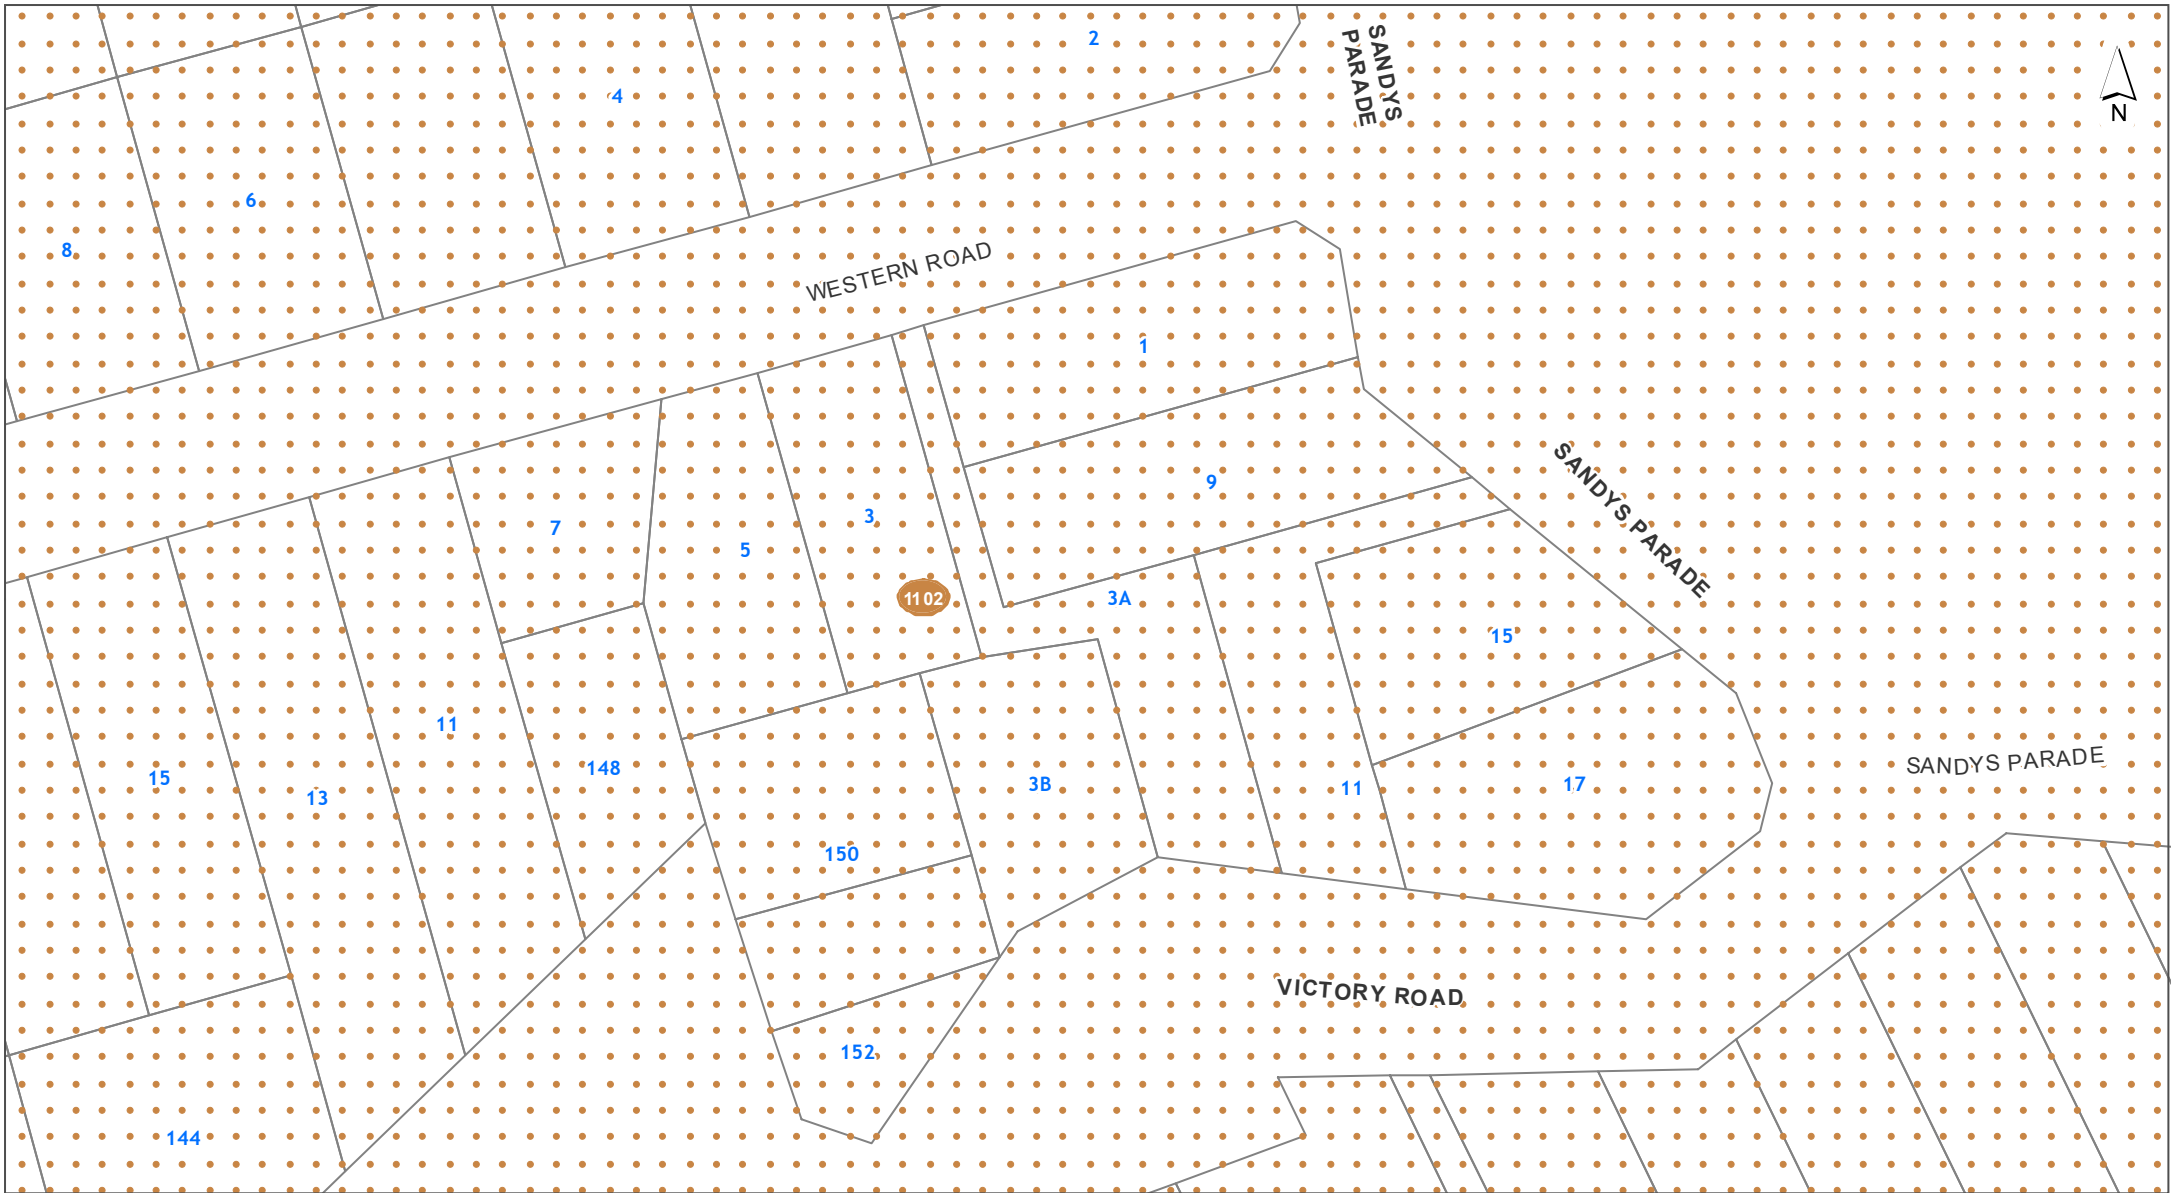 2
SANDYS
PARADE
4
N
6
8
WESTERN ROAD
1
SANDYS PARADE
9
3
7
5
1102
3A
15
11
SANDYS PARADE
148
15
13
3B
11
17
150
VICTORY ROAD
152
144